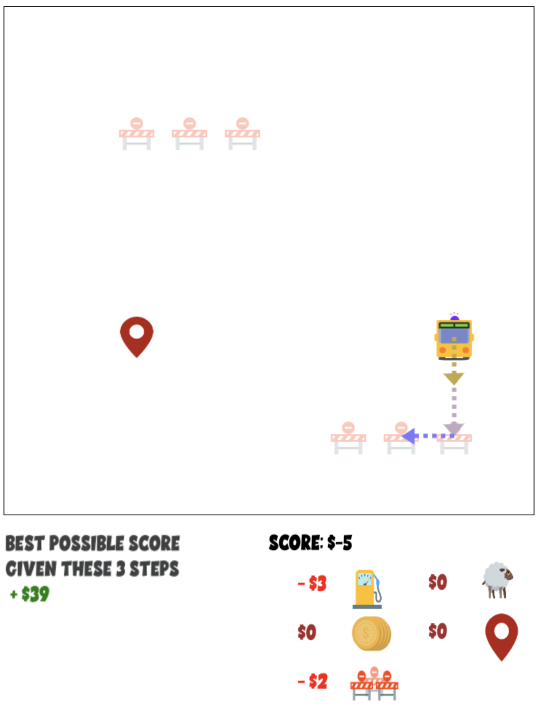 BEST POSSIBLE SCORE
GIVEN THESE 3 STEPS
+ $39
SCORE: $-5
- $3
$0
$0
$0
- $2